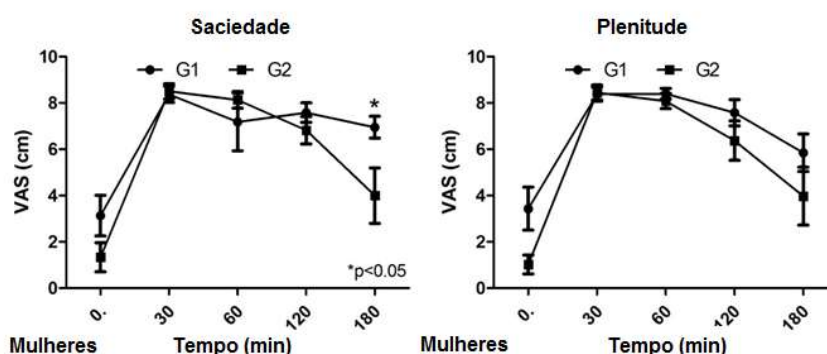 Saciedade
G1 G2
10
8
6
4
2
0
VAS (cm)
*
*p<0.05
0. 30 60 120 180
Mulheres Tempo (min)
Plenitude
G1 G2
10
8
6
4
2
0
VAS (cm)
0. 30 60 120 180
Mulheres Tempo (min)